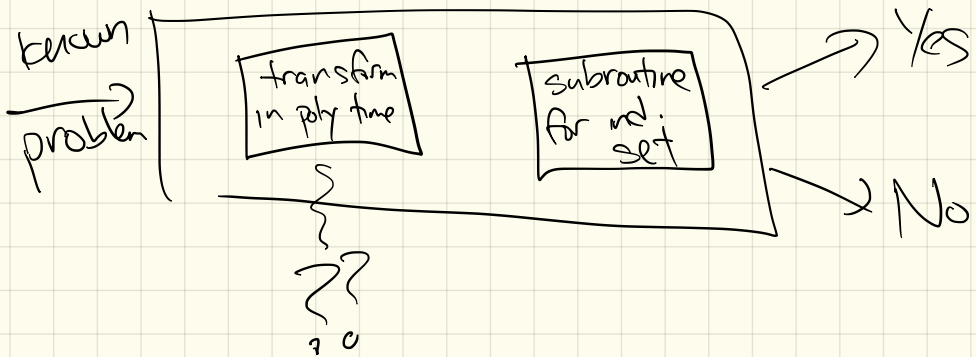 known
problem
transform
in poly time
subroutine
for ind.
set
Yes
No
??